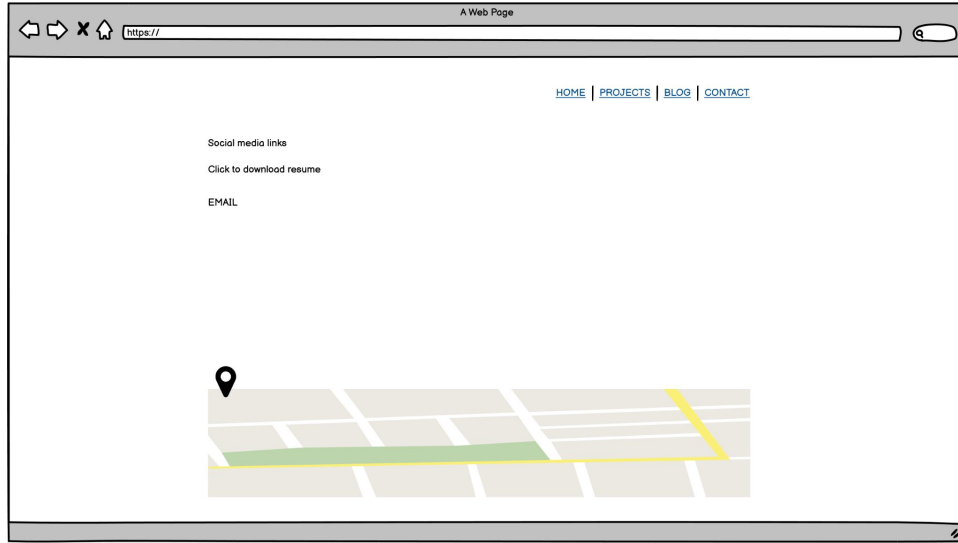 A Web Page
https://
HOME PROJECTS BLOG CONTACT
Social media links
Click to download resume
EMAIL